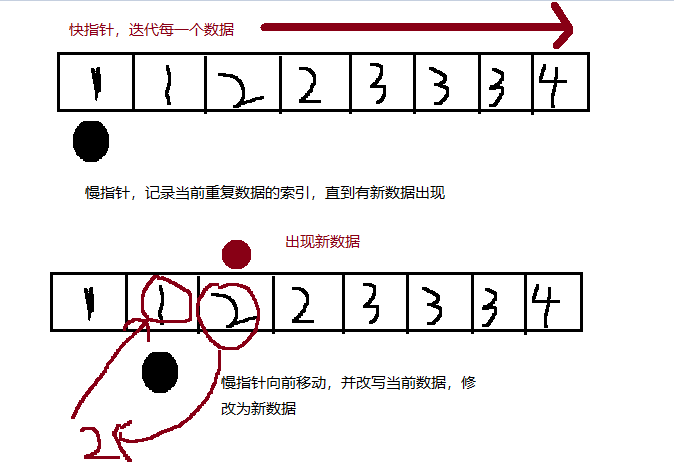 快指针，迭代每一个数据
1 1 2 2 3 3 3 4
慢指针，记录当前重复数据的索引，直到有新数据出现
出现新数据
1 1 2 2 3 3 3 4
慢指针向前移动，并改写当前数据，修
改为新数据
2